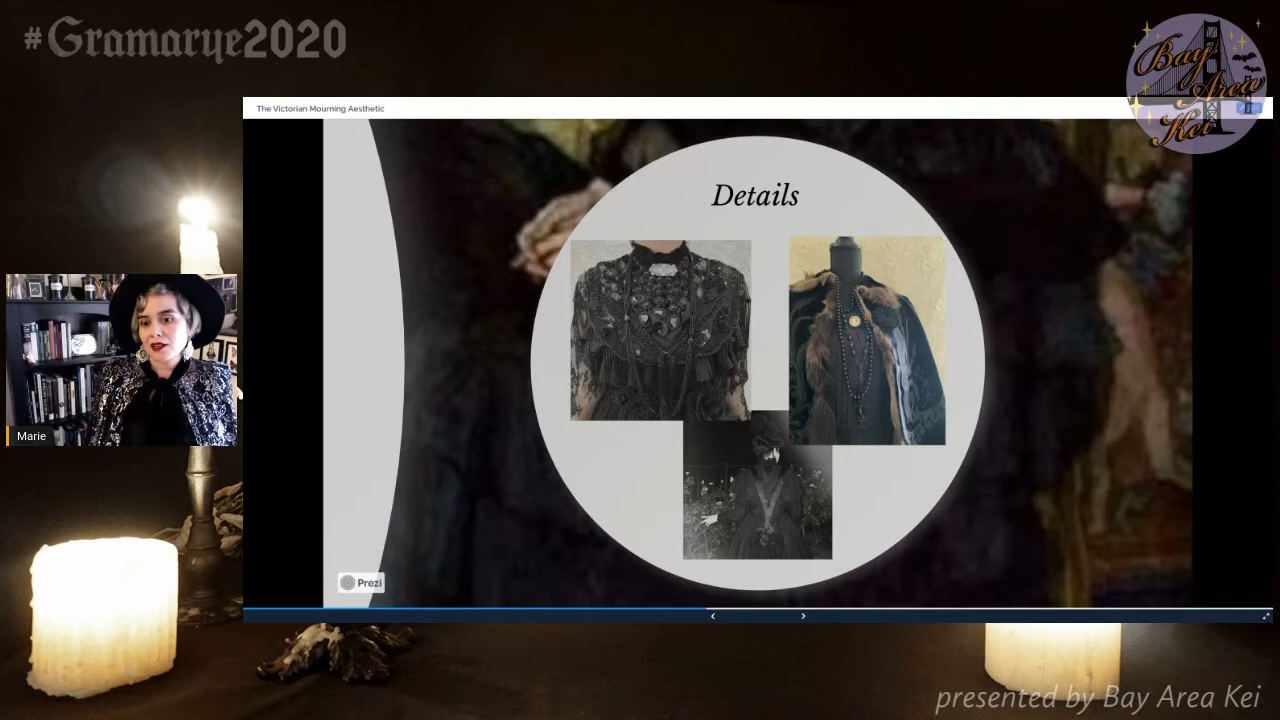 #Gramarye2020
Bay
Area
Kei
The Victorian Mourning Aesthetic
Details
Marie
Prezi
presented by Bay Area Kei